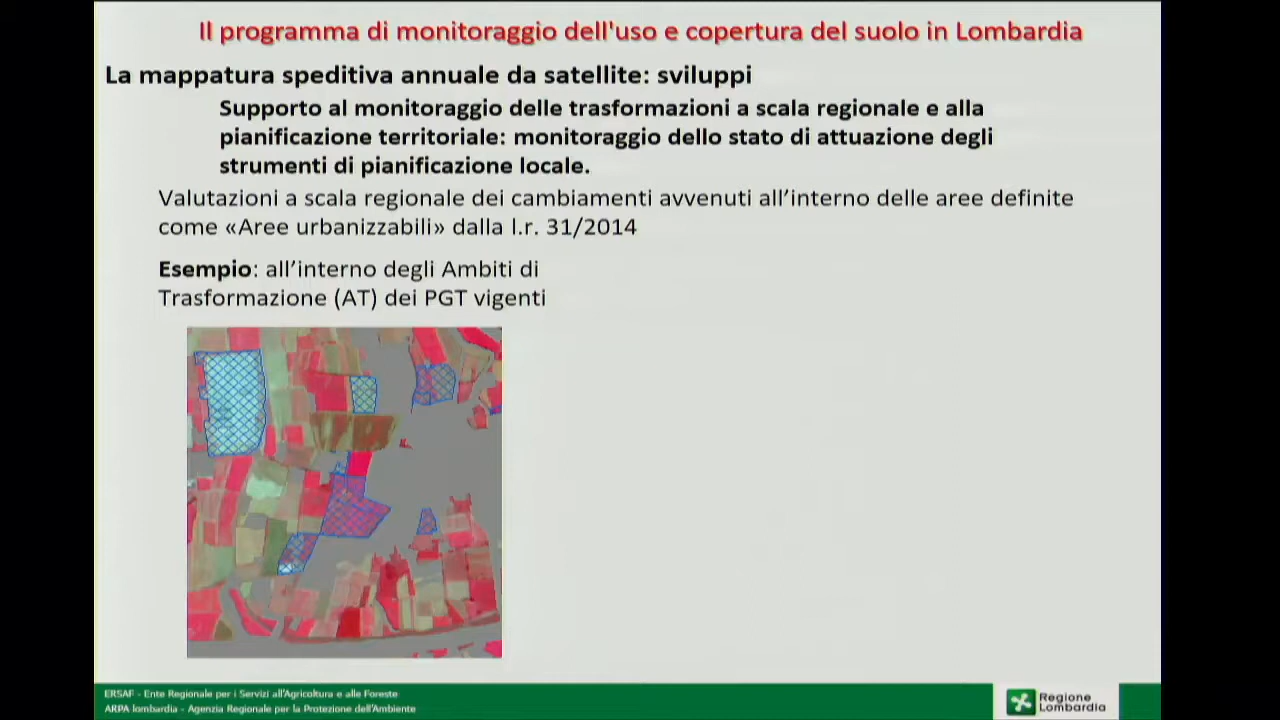 Il programma di monitoraggio dell'uso e copertura del suolo in Lombardia
La mappatura speditiva annuale da satellite: sviluppi
Supporto al monitoraggio delle trasformazioni a scala regionale e alla
pianificazione territoriale: monitoraggio dello stato di attuazione degli
strumenti di pianificazione locale.
Valutazioni a scala regionale dei cambiamenti avvenuti all’interno delle aree definite
come «Aree urbanizzabili» dalla l.r. 31/2014
Esempio: all’interno degli Ambiti di
Trasformazione (AT) dei PGT vigenti
ERSAF - Ente Regionale per i Servizi all'Agricoltura e alle Foreste
ARPA lombardia - Agenzia Regionale per la Protezione dell'Ambiente
Regione
Lombardia